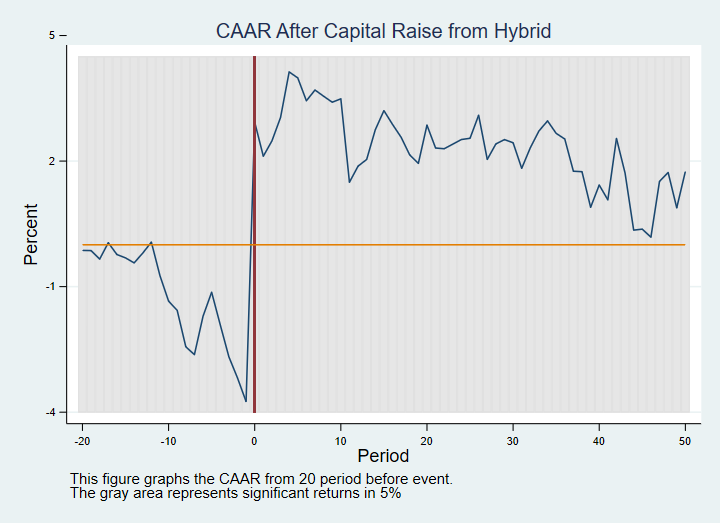 CAAR After Capital Raise from Hybrid
5
2
-1
-4
Percent
-20 -10 0 10 20 30 40 50
Period
This figure graphs the CAAR from 20 period before event.
The gray area represents significant returns in 5%